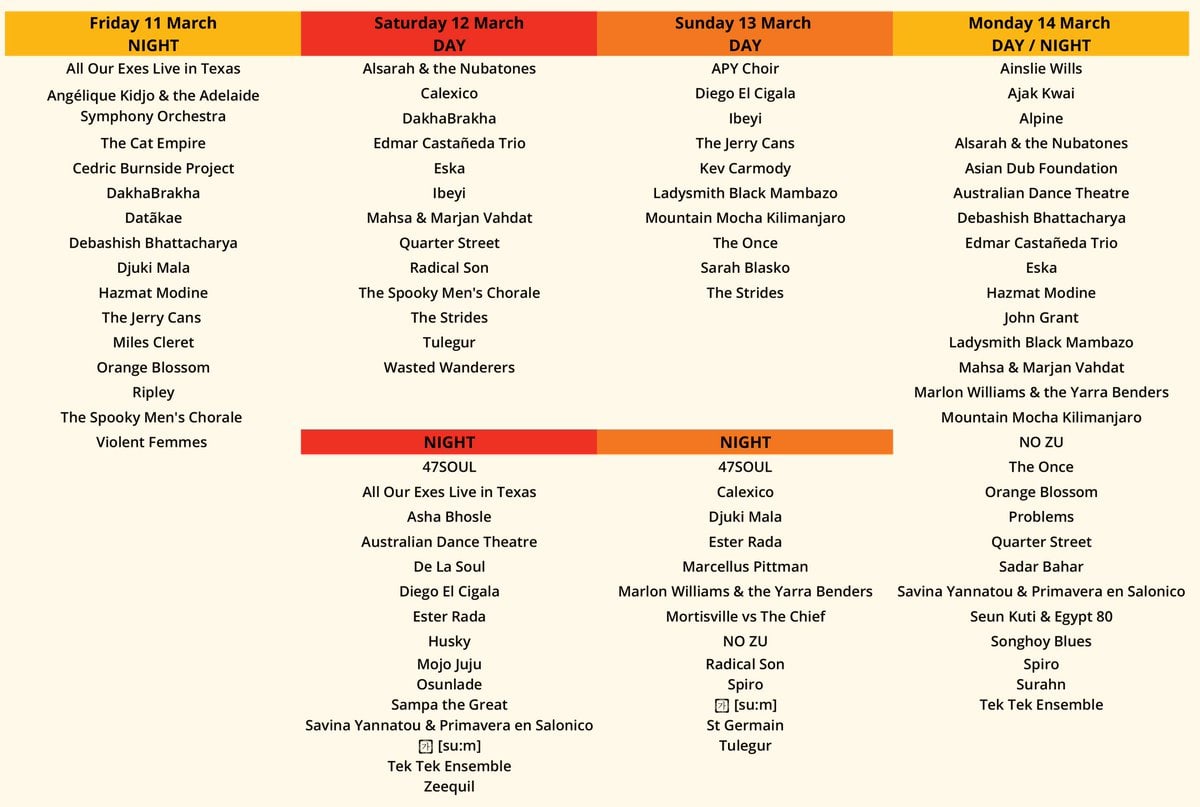 Friday 11 March
NIGHT
All Our Exes Live in Texas
Angélique Kidjo & the Adelaide
Symphony Orchestra
The Cat Empire
Cedric Burnside Project
DakhaBrakha
Datãkae
Debashish Bhattacharya
Djuki Mala
Hazmat Modine
The Jerry Cans
Miles Cleret
Orange Blossom
Ripley
The Spooky Men's Chorale
Violent Femmes
Saturday 12 March
DAY
Alsarah & the Nubatones
Calexico
DakhaBrakha
Edmar Castañeda Trio
Eska
Ibeyi
Mahsa & Marjan Vahdat
Quarter Street
Radical Son
The Spooky Men's Chorale
The Strides
Tulegur
Wasted Wanderers
NIGHT
47SOUL
All Our Exes Live in Texas
Asha Bhosle
Australian Dance Theatre
De La Soul
Diego El Cigala
Ester Rada
Husky
Mojo Juju
Osunlade
Sampa the Great
Savina Yannatou & Primavera en Salonico
[su:m]
Tek Tek Ensemble
Zeequil
Sunday 13 March
DAY
APY Choir
Diego El Cigala
Ibeyi
The Jerry Cans
Kev Carmody
Ladysmith Black Mambazo
Mountain Mocha Kilimanjaro
The Once
Sarah Blasko
The Strides
NIGHT
47SOUL
Calexico
Djuki Mala
Ester Rada
Marcellus Pittman
Marlon Williams & the Yarra Benders
Mortisville vs The Chief
NO ZU
Radical Son
Spiro
[su:m]
St Germain
Tulegur
Monday 14 March
DAY / NIGHT
Ainslie Wills
Ajak Kwai
Alpine
Alsarah & the Nubatones
Asian Dub Foundation
Australian Dance Theatre
Debashish Bhattacharya
Edmar Castañeda Trio
Eska
Hazmat Modine
John Grant
Ladysmith Black Mambazo
Mahsa & Marjan Vahdat
Marlon Williams & the Yarra Benders
Mountain Mocha Kilimanjaro
NO ZU
The Once
Orange Blossom
Problems
Quarter Street
Sadar Bahar
Savina Yannatou & Primavera en Salonico
Seun Kuti & Egypt 80
Songhoy Blues
Spiro
Surahn
Tek Tek Ensemble